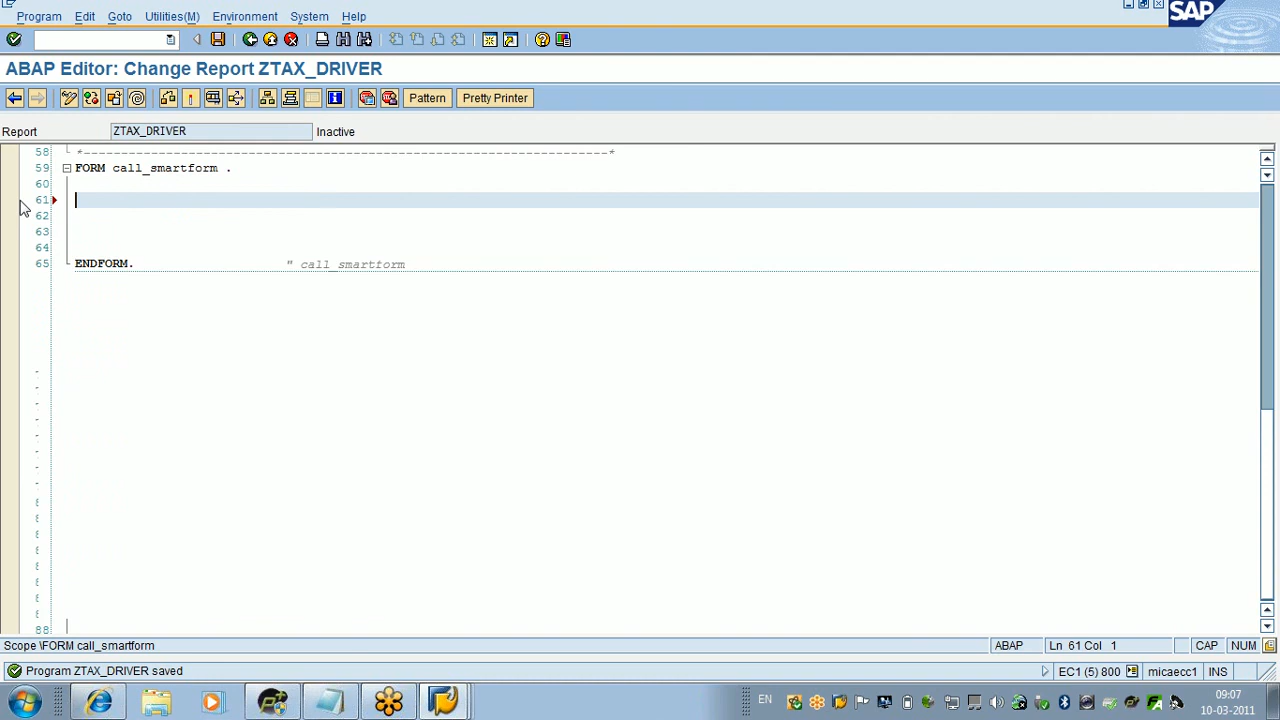 Program Edit Goto Utilities(M) Environment System Help
SAP
ABAP Editor: Change Report ZTAX_DRIVER
Pattern Pretty Printer
Report ZTAX_DRIVER Inactive
58 *----------------------------------------------------------------------*
59 FORM call_smartform .
60
61
62
63
64
65 ENDFORM. " call_smartform
88
Scope \FORM call_smartform ABAP Ln 61 Col 1 CAP NUM
Program ZTAX_DRIVER saved EC1 (5) 800 micaecc1 INS
EN 09:07
10-03-2011